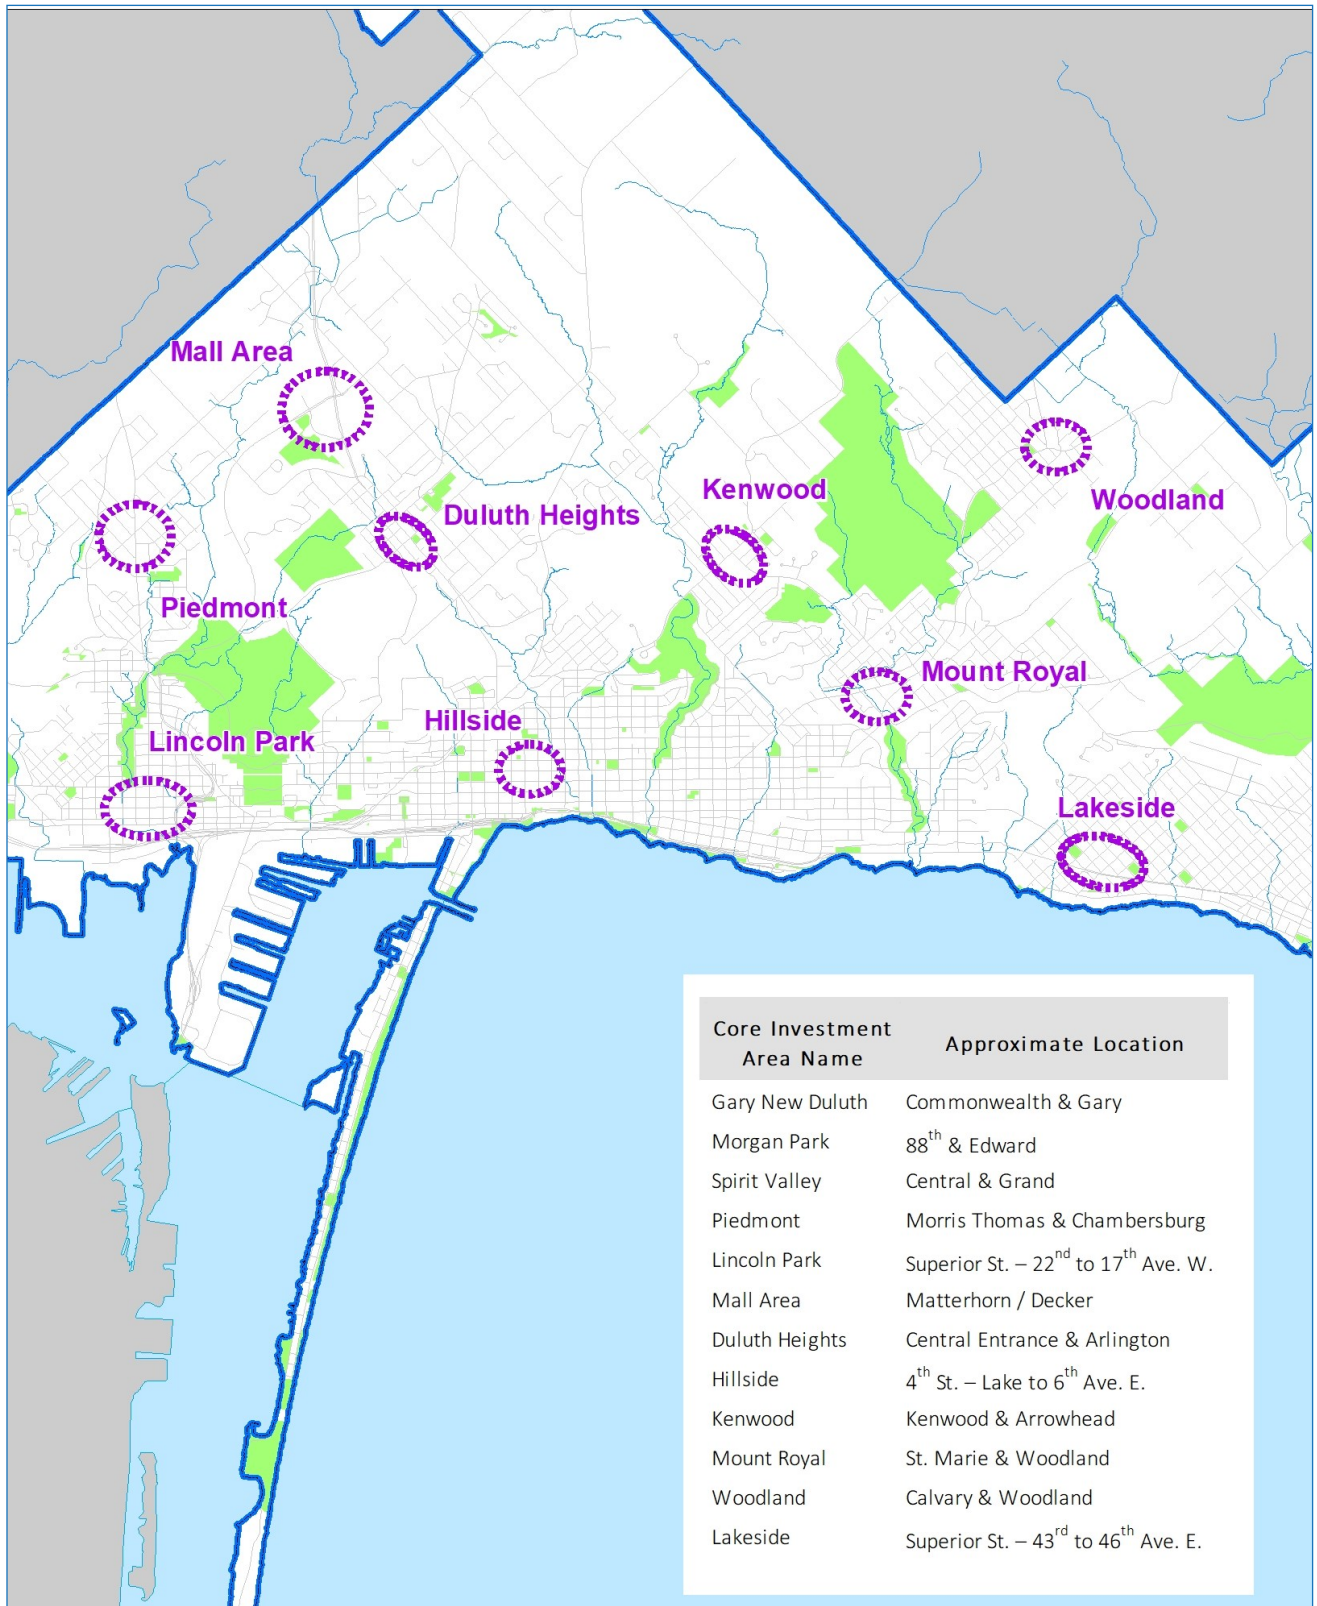 Mall Area
Kenwood
Woodland
Duluth Heights
Piedmont
Mount Royal
Hillside
Lincoln Park
Lakeside
Core Investment Area Name Approximate Location
Gary New Duluth Commonwealth & Gary
Morgan Park 88th & Edward
Spirit Valley Central & Grand
Piedmont Morris Thomas & Chambersburg
Lincoln Park Superior St. – 22nd to 17th Ave. W.
Mall Area Matterhorn / Decker
Duluth Heights Central Entrance & Arlington
Hillside 4th St. – Lake to 6th Ave. E.
Kenwood Kenwood & Arrowhead
Mount Royal St. Marie & Woodland
Woodland Calvary & Woodland
Lakeside Superior St. – 43rd to 46th Ave. E.